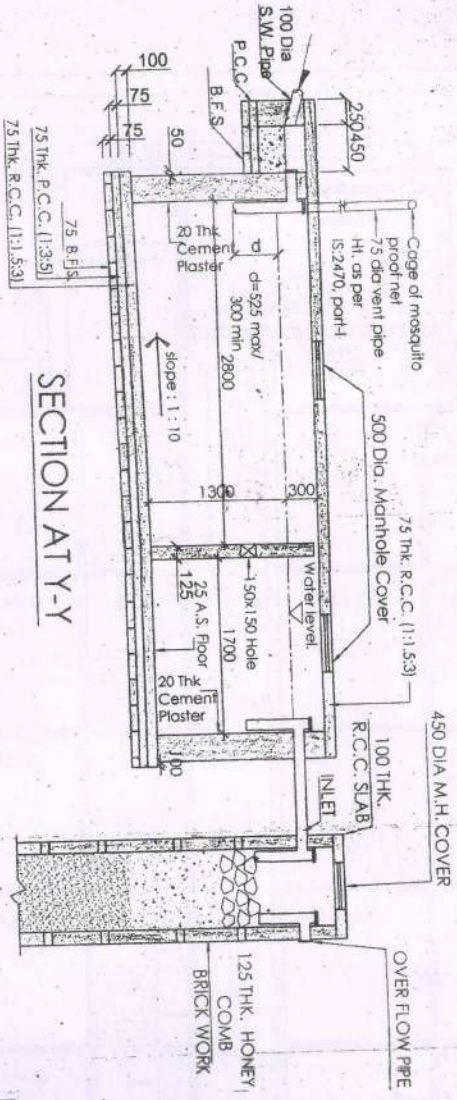 100 Dia
S.W. Pipe
P.C.C.
B.F.S.
250 450
100
75
75
50
Cage of mosquito
proof net
75 dia vent pipe
Ht. as per
IS:2470, part-I
500 Dia. Manhole Cover
75 Thk. R.C.C. (1:1.5:3)
450 DIA M.H. COVER
100 THK.
R.C.C. SLAB
OVER FLOW PIPE
INLET
20 Thk
Cement
Plaster
d
d=525 max/
300 min
2800
slope : 1 : 10
1300
300
Water level.
150x150 Hole
125
1700
25 A.S. Floor
20 Thk
Cement
Plaster
100
125 THK. HONEY
COMB
BRICK WORK
75 B.F.S.
75 Thk. P.C.C. (1:3:5)
75 Thk. R.C.C. (1:1.5:3)
SECTION AT Y-Y